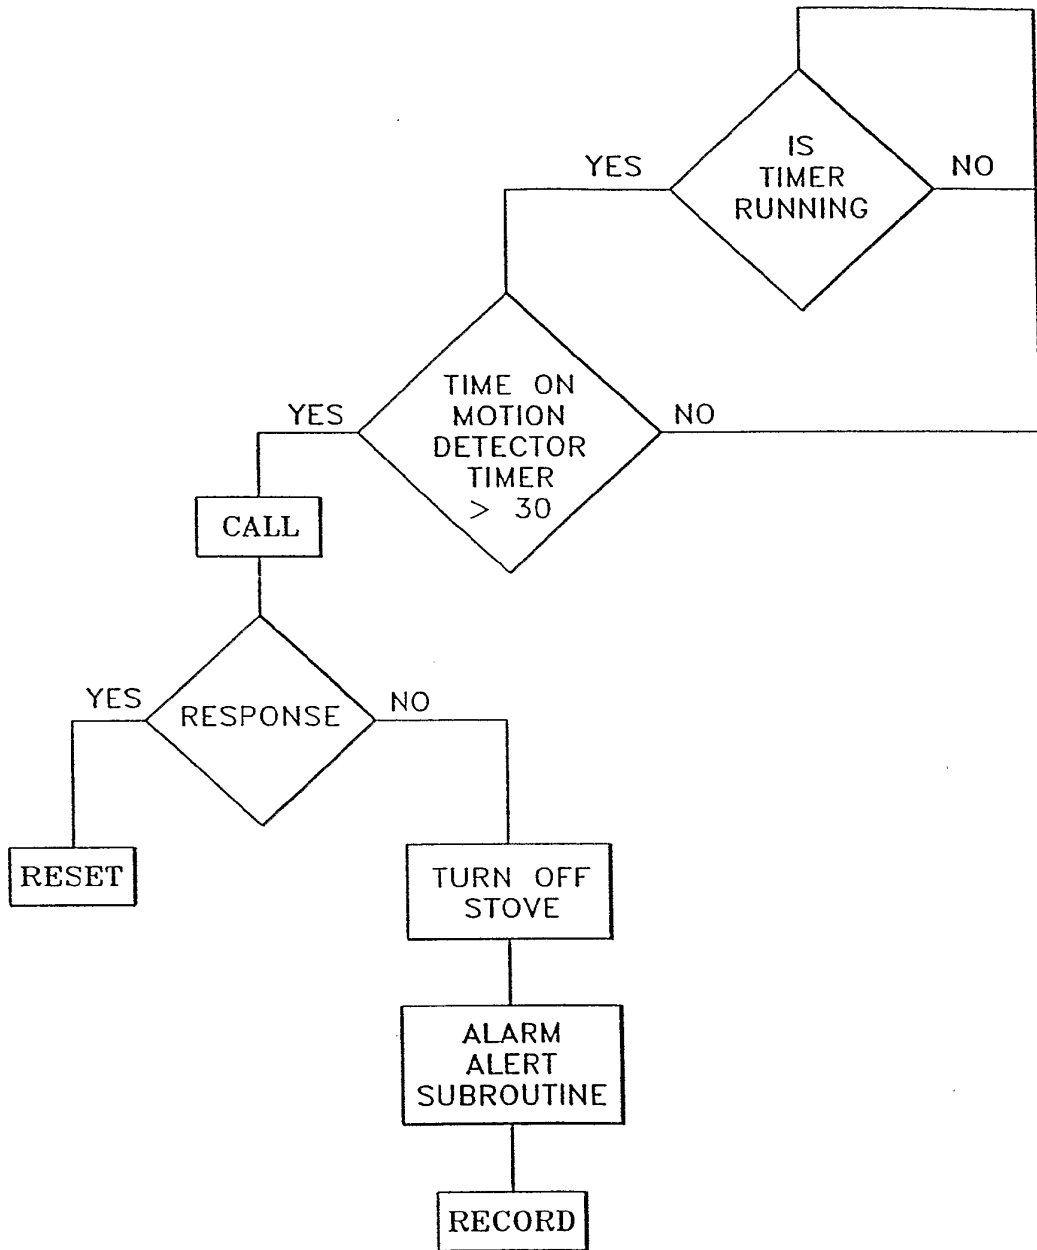 IS
TIMER
RUNNING
YES
NO
TIME ON
MOTION
DETECTOR
TIMER
> 30
YES
NO
CALL
RESPONSE
YES
NO
RESET
TURN OFF
STOVE
ALARM
ALERT
SUBROUTINE
RECORD